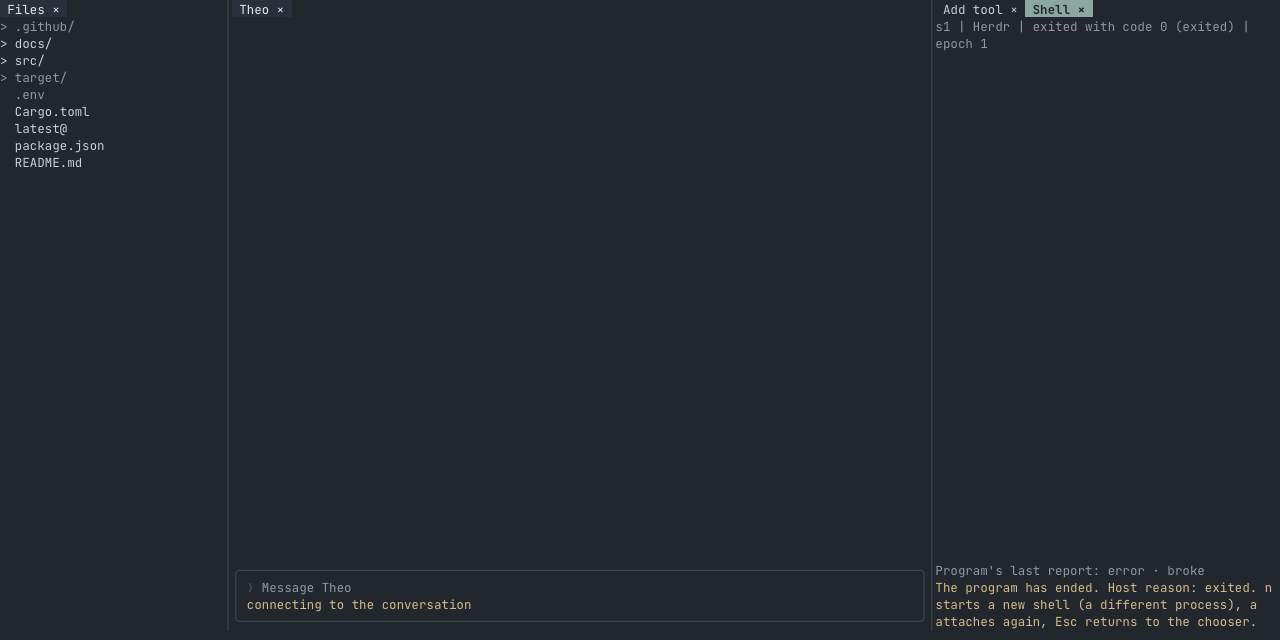 Files ×
> .github/
> docs/
> src/
> target/
.env
Cargo.toml
latest@
package.json
README.md
Theo ×
› Message Theo
connecting to the conversation
Add tool × Shell ×
s1 | Herdr | exited with code 0 (exited) |
epoch 1
Program's last report: error · broke
The program has ended. Host reason: exited. n
starts a new shell (a different process), a
attaches again, Esc returns to the chooser.